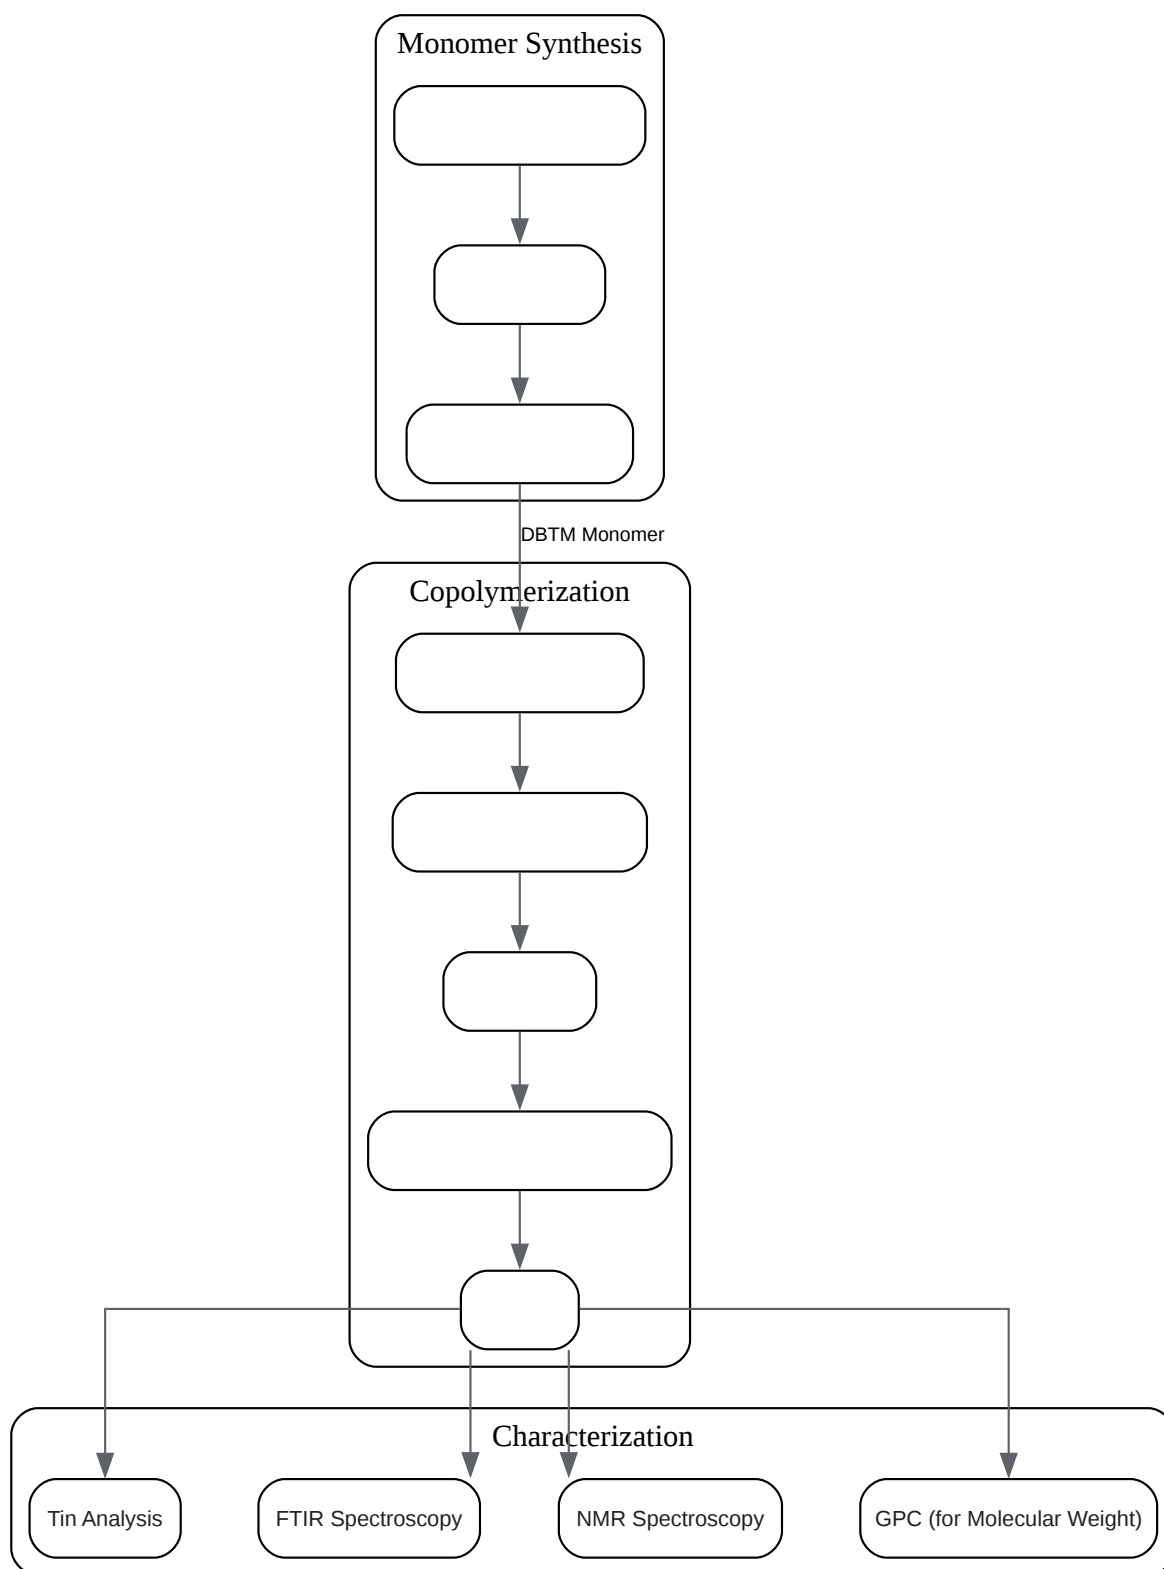 Monomer Synthesis
DBTM Monomer
Copolymerization
Characterization
Tin Analysis
FTIR Spectroscopy
NMR Spectroscopy
GPC (for Molecular Weight)